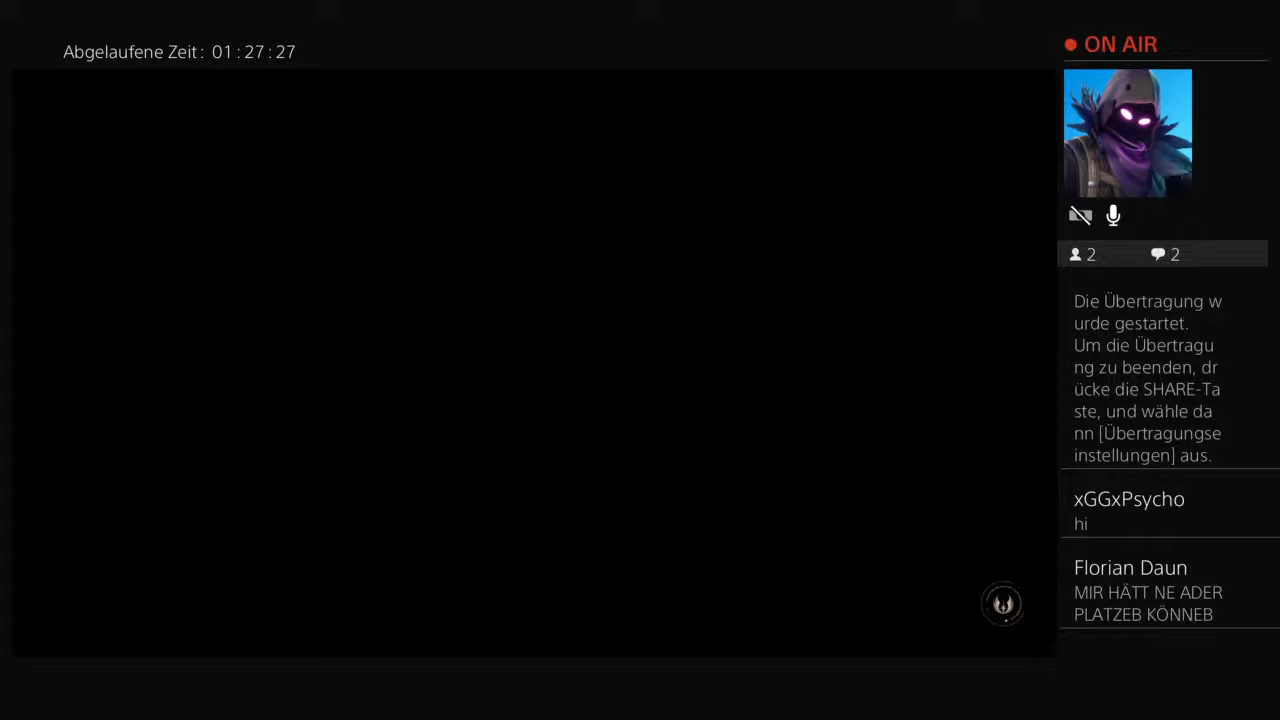 Abgelaufene Zeit: 01:27:27
ON AIR
2 2
Die Übertragung w
urde gestartet.
Um die Übertragu
ng zu beenden, dr
ücke die SHARE-Ta
ste, und wähle da
nn [Übertragungse
instellungen] aus.
xGGxPsycho
hi
Florian Daun
MIR HÄTT NE ADER
PLATZEB KÖNNEB